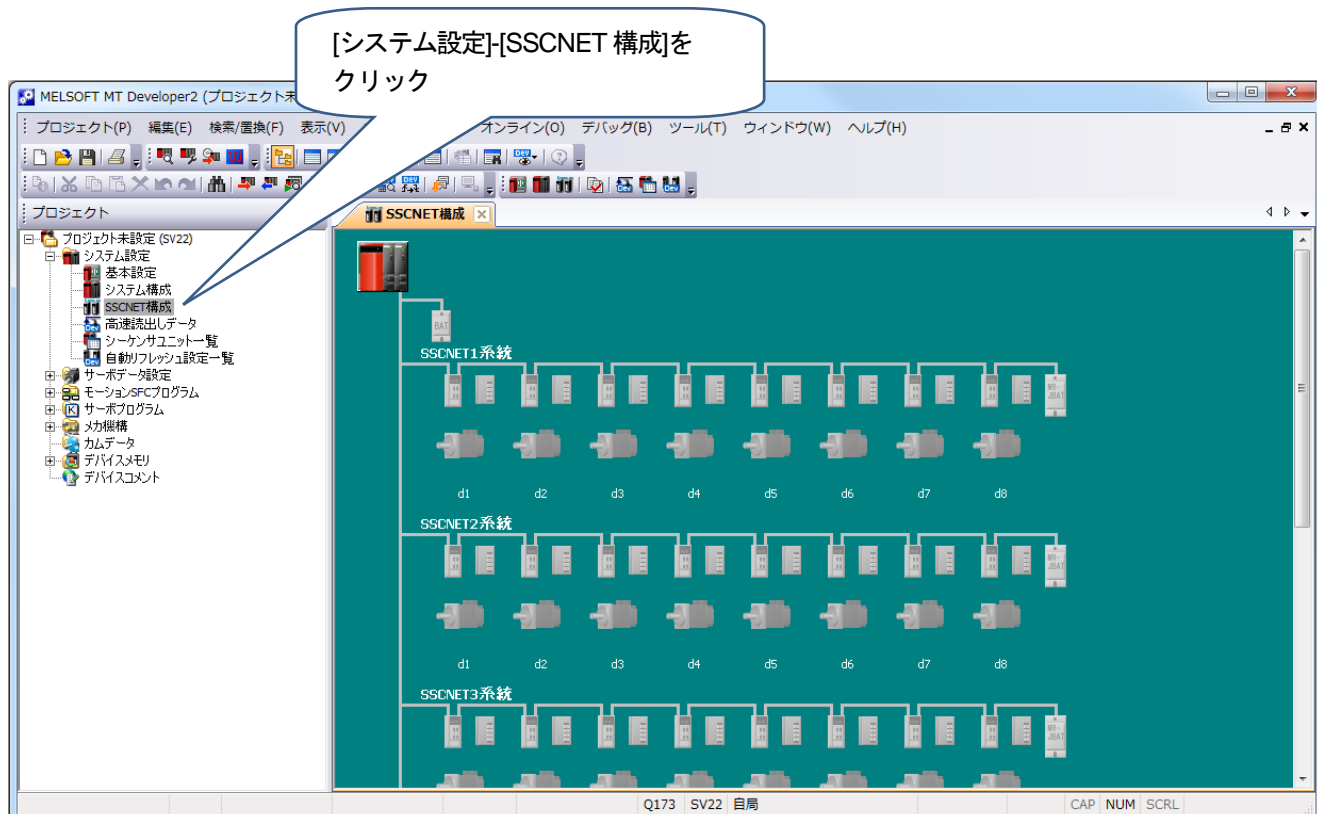 [システム設定]-[SSCNET 構成]を
クリック
MELSOFT MT Developer2 (プロジェクト未
プロジェクト(P) 編集(E) 検索/置換(F) 表示(V) オンライン(O) デバッグ(B) ツール(T) ウィンドウ(W) ヘルプ(H)
プロジェクト
SSCNET構成
プロジェクト未設定 (SV22)
システム設定
基本設定
システム構成
SSCNET構成
高速読出しデータ
シーケンサユニット一覧
自動リフレッシュ設定一覧
サーボデータ設定
モーションSFCプログラム
サーボプログラム
メカ機構
カムデータ
デバイスメモリ
デバイスコメント
BAT
SSCNET1系統
MR-J
JBAT
d1 d2 d3 d4 d5 d6 d7 d8
SSCNET2系統
MR-J
JBAT
d1 d2 d3 d4 d5 d6 d7 d8
SSCNET3系統
MR-J
JBAT
Q173 SV22 自局 CAP NUM SCRL